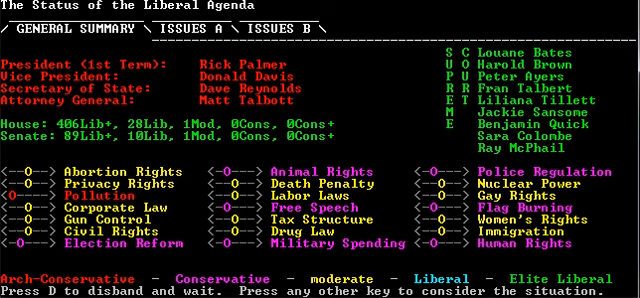 The Status of the Liberal Agenda
/ GENERAL SUMMARY \ ISSUES A \ ISSUES B \
S C Louane Bates
President (1st Term): Rick Palmer U O Harold Brown
Vice President: Donald Davis P U Peter Ayers
Secretary of State: Dave Reynolds R R Fran Talbert
Attorney General: Matt Talbott E T Liliana Tillett
M Jackie Sansome
House: 406Lib+, 28Lib, 1Mod, 0Cons, 0Cons+ E Benjamin Quick
Senate: 89Lib+, 10Lib, 1Mod, 0Cons, 0Cons+ Sara Colombe
Ray McPhail
<--O--> Abortion Rights <-O---> Animal Rights <-O---> Police Regulation
<--O--> Privacy Rights <--O--> Death Penalty <--O--> Nuclear Power
<O----> Pollution <--O--> Labor Laws <--O--> Gay Rights
<--O--> Corporate Law <-O---> Free Speech <-O---> Flag Burning
<--O--> Gun Control <--O--> Tax Structure <--O--> Women's Rights
<--O--> Civil Rights <--O--> Drug Law <--O--> Immigration
<-O---> Election Reform <-O---> Military Spending <-O---> Human Rights
Arch-Conservative - Conservative - moderate - Liberal - Elite Liberal
Press D to disband and wait. Press any other key to consider the situation.